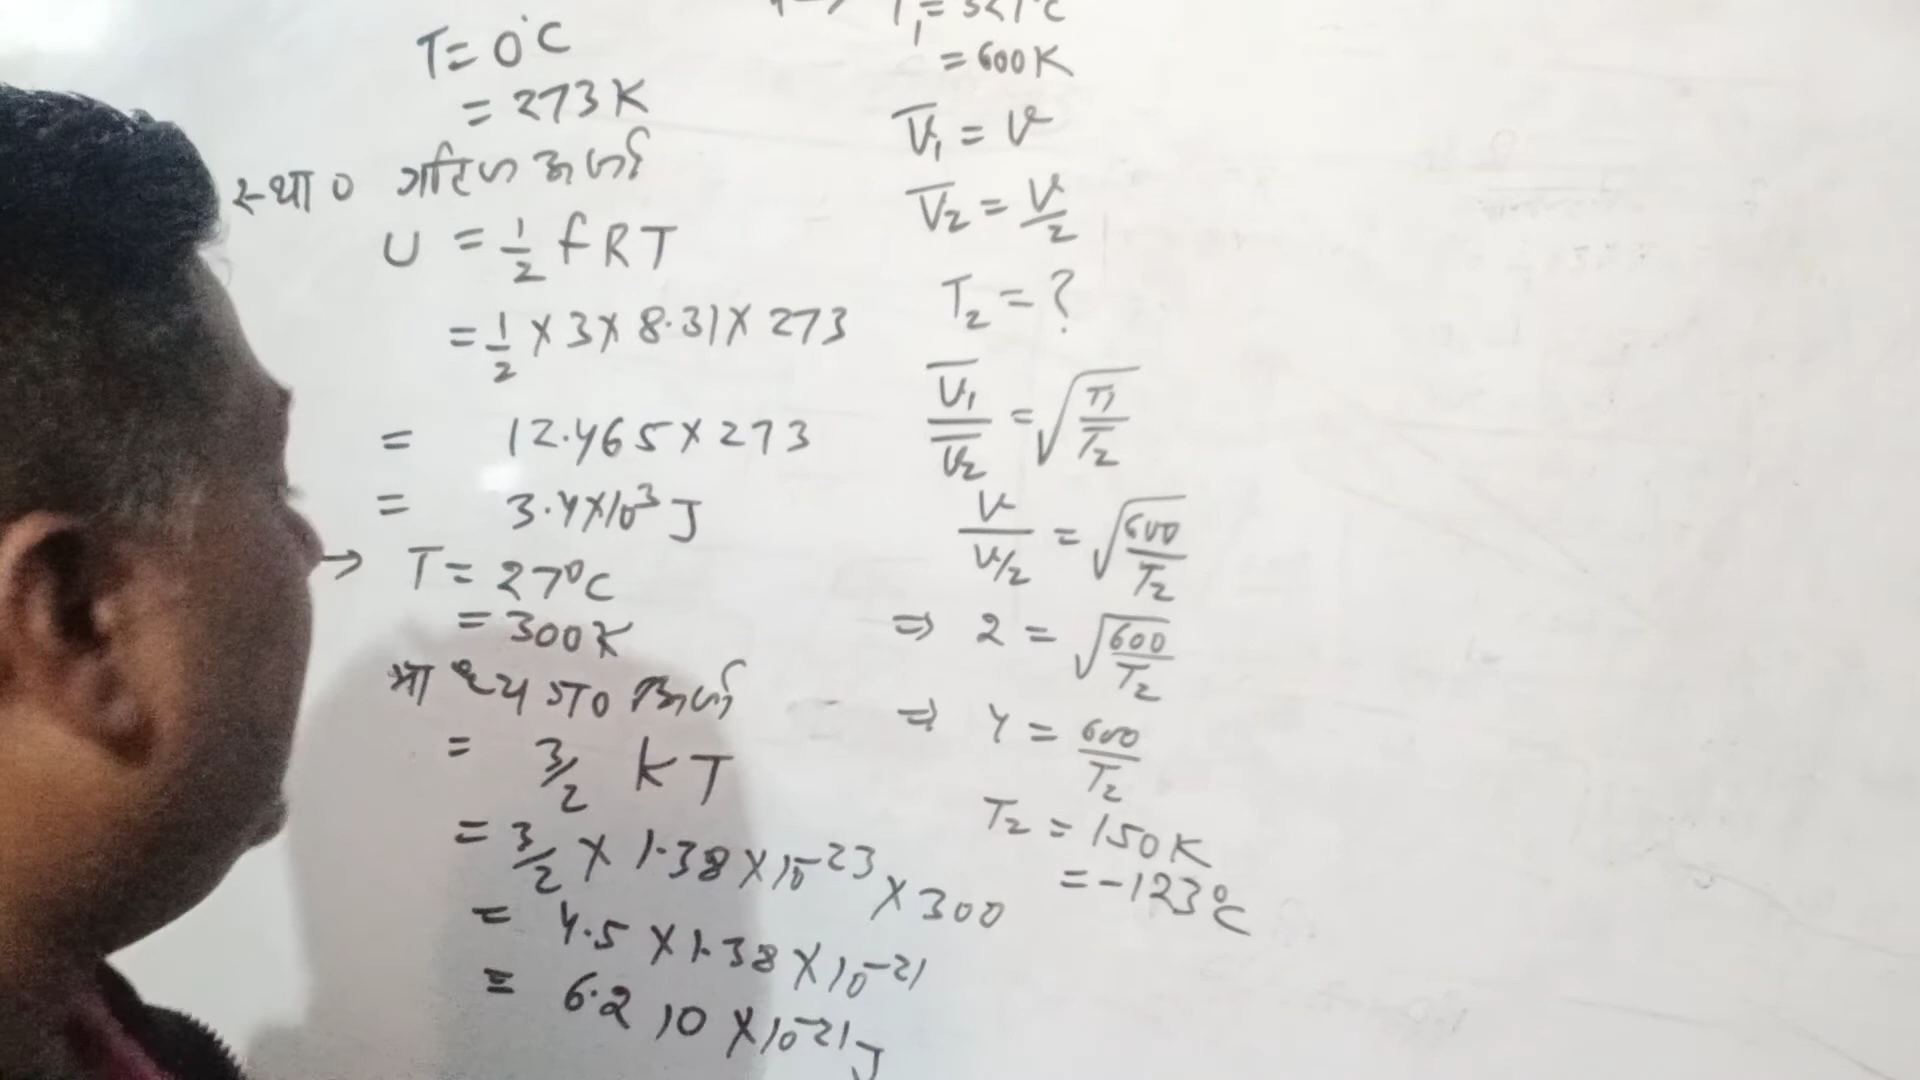 T = 0°C
= 273 K
स्था० गतिज ऊर्जा
U = 1/2 fRT
= 1/2 × 3 × 8.31 × 273
= 12.465 × 273
= 3.4×10³ J
→ T = 27°C
= 300K
ऊर्जा
= 3/2 KT
= 3/2 × 1.38 × 10⁻²³ × 300
= 4.5 × 1.38 × 10⁻²¹
= 6.210 × 10⁻²¹ J
= 600 K
V̅₁ = V
V̅₂ = V/2
T₂ = ?
V̅₁/V̅₂ = √(T₁/T₂)
V/(V/2) = √(600/T₂)
⇒ 2 = √(600/T₂)
⇒ 4 = 600/T₂
T₂ = 150 K
= -123°C